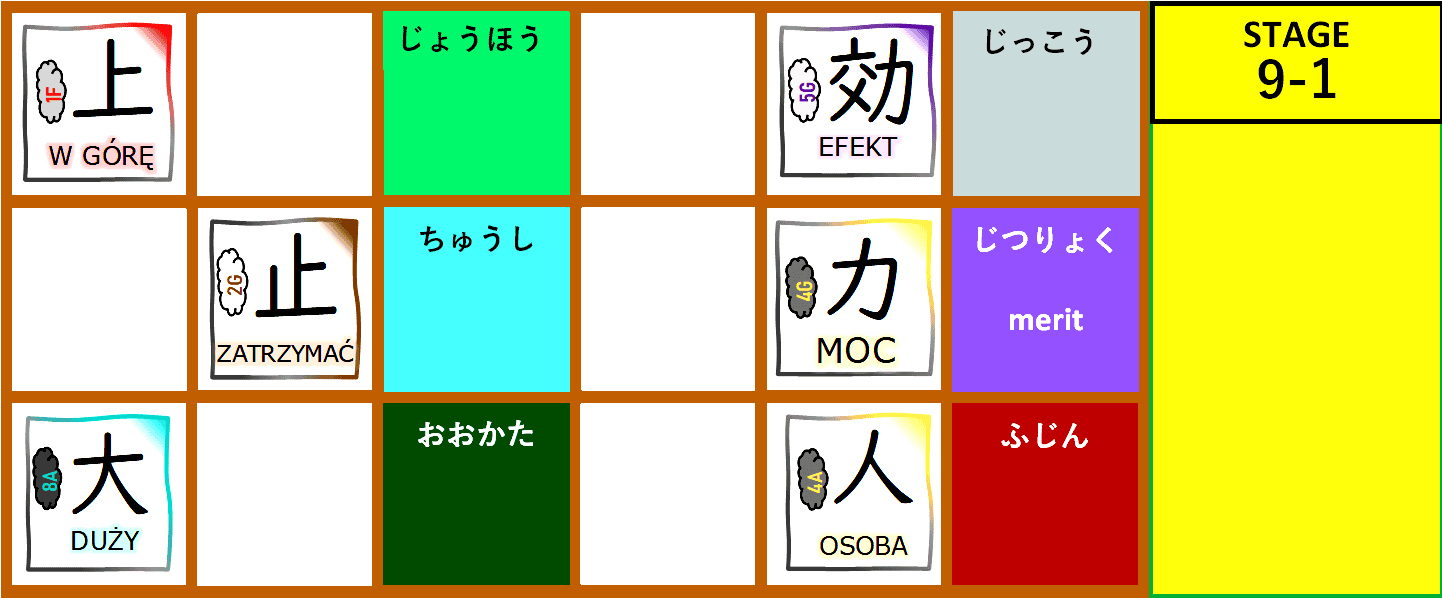 上
1F
W GÓRĘ
じょうほう
効
5G
EFEKT
じっこう
STAGE
9-1
止
2G
ZATRZYMAĆ
ちゅうし
力
4G
MOC
じつりょく
merit
大
8A
DUŻY
おおかた
人
4A
OSOBA
ふじん